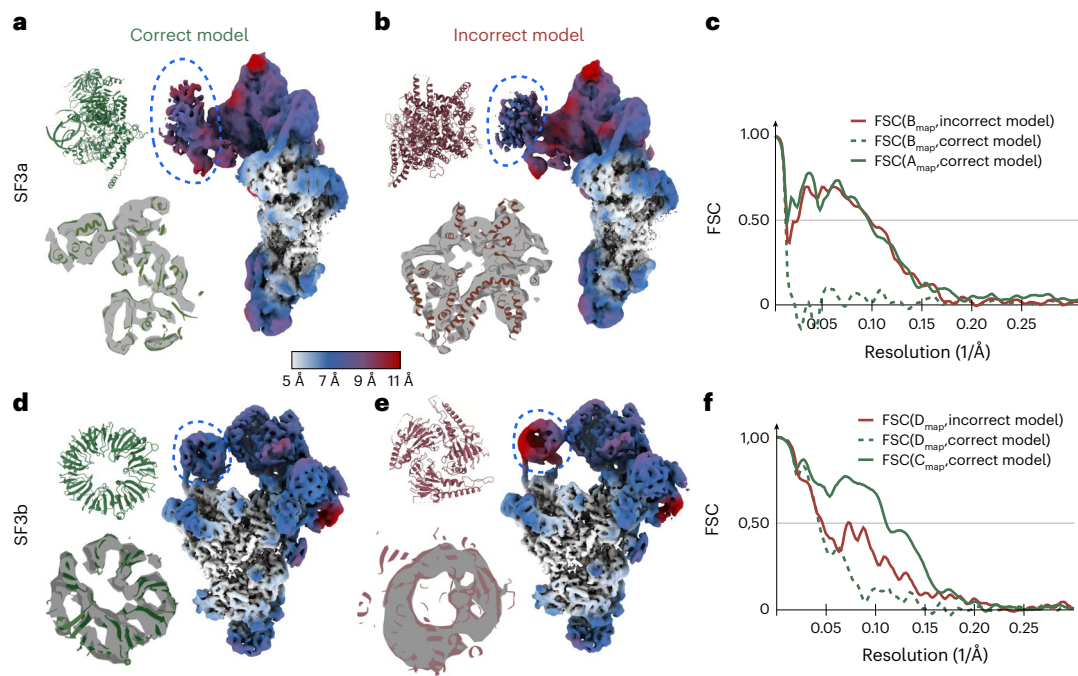 a
Correct model
b
Incorrect model
c
SF3a
FSC(Bmap,incorrect model)
FSC(Bmap,correct model)
FSC(Amap,correct model)
1.00
0.50
0
FSC
0.05
0.10
0.15
0.20
0.25
Resolution (1/Å)
5 Å
7 Å
9 Å
11 Å
d
e
f
SF3b
FSC(Dmap,incorrect model)
FSC(Dmap,correct model)
FSC(Cmap,correct model)
1,00
0,50
0
FSC
0.05
0.10
0.15
0.20
0.25
Resolution (1/Å)